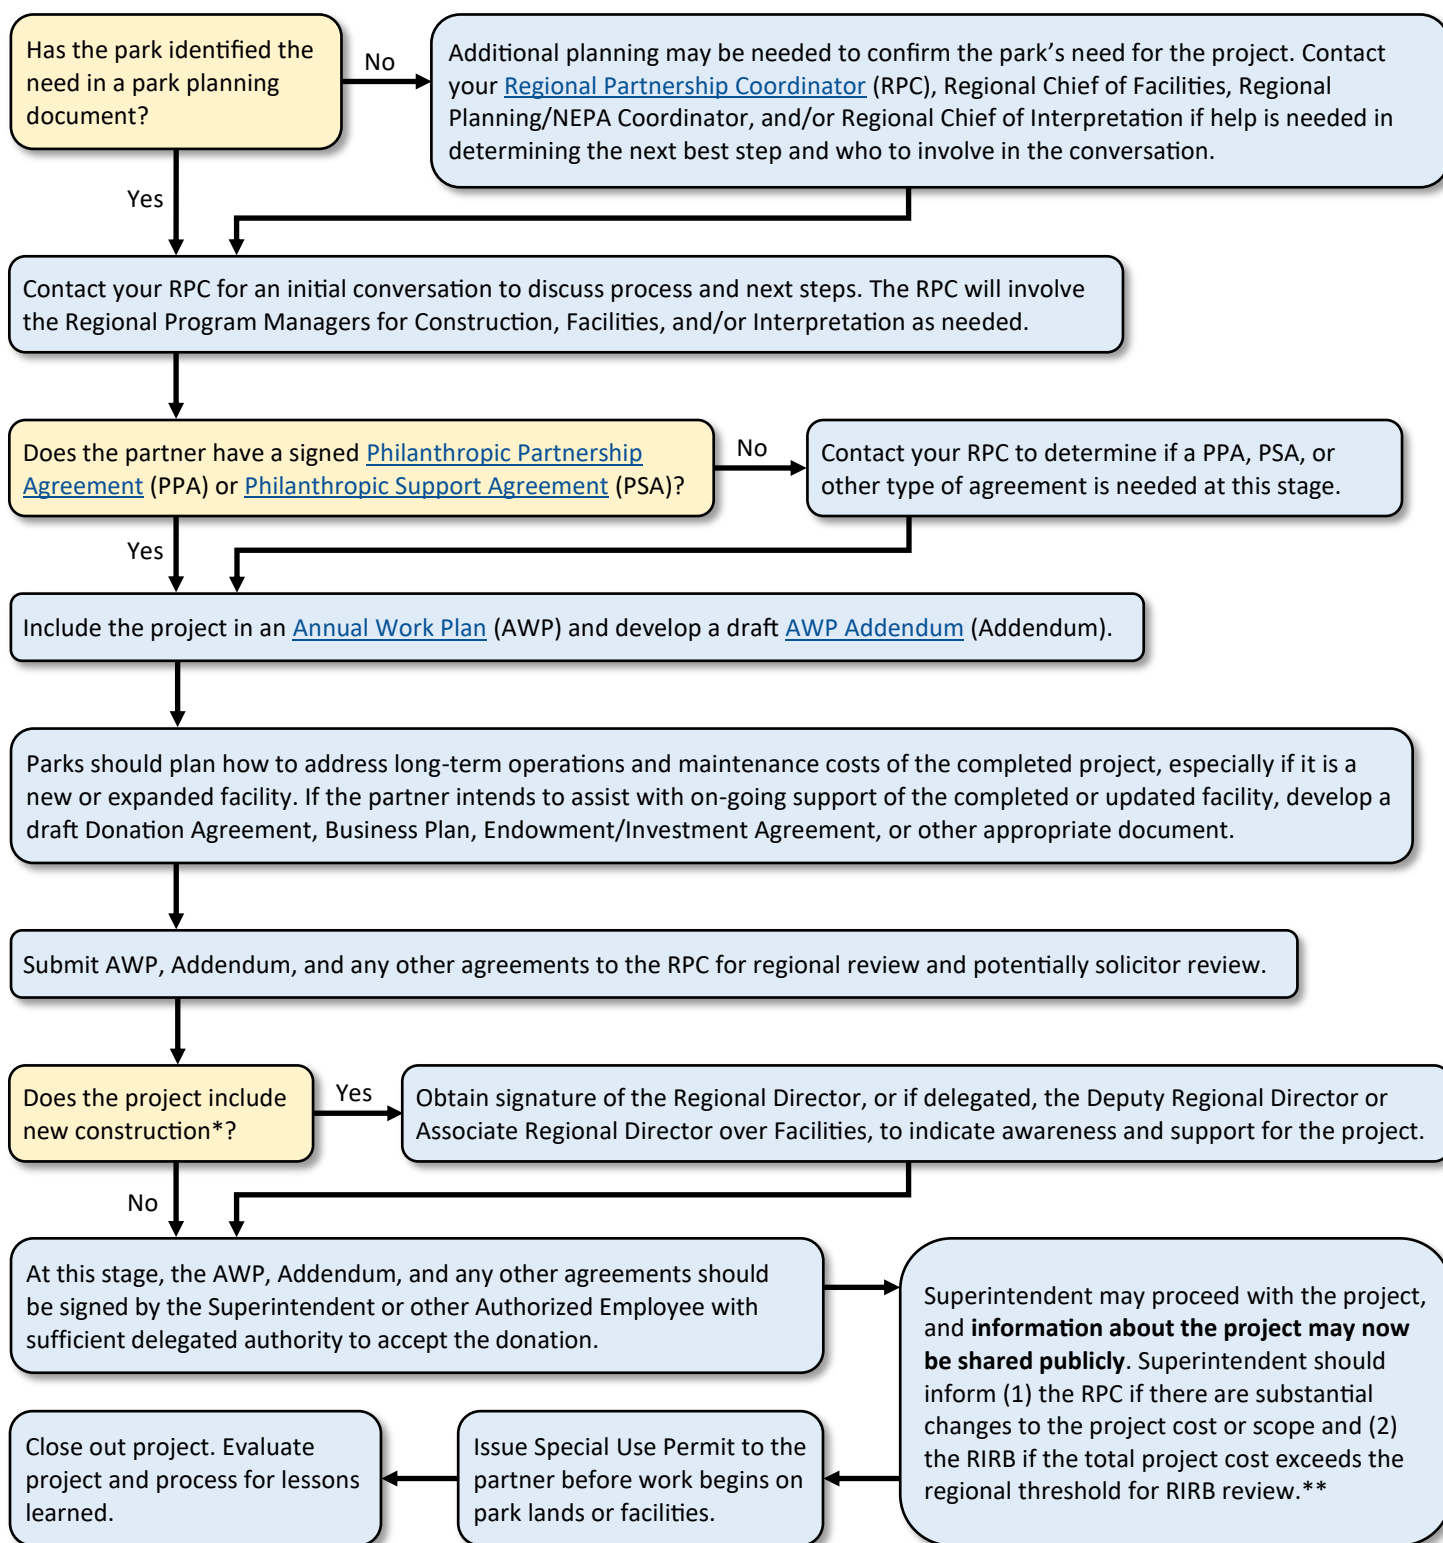 Has the park identified the
need in a park planning
document?
No
Additional planning may be needed to confirm the park’s need for the project. Contact
your Regional Partnership Coordinator (RPC), Regional Chief of Facilities, Regional
Planning/NEPA Coordinator, and/or Regional Chief of Interpretation if help is needed in
determining the next best step and who to involve in the conversation.
Yes
Contact your RPC for an initial conversation to discuss process and next steps. The RPC will involve
the Regional Program Managers for Construction, Facilities, and/or Interpretation as needed.
Does the partner have a signed Philanthropic Partnership
Agreement (PPA) or Philanthropic Support Agreement (PSA)?
No
Contact your RPC to determine if a PPA, PSA, or
other type of agreement is needed at this stage.
Yes
Include the project in an Annual Work Plan (AWP) and develop a draft AWP Addendum (Addendum).
Parks should plan how to address long-term operations and maintenance costs of the completed project, especially if it is a
new or expanded facility. If the partner intends to assist with on-going support of the completed or updated facility, develop a
draft Donation Agreement, Business Plan, Endowment/Investment Agreement, or other appropriate document.
Submit AWP, Addendum, and any other agreements to the RPC for regional review and potentially solicitor review.
Does the project include
new construction*?
Yes
Obtain signature of the Regional Director, or if delegated, the Deputy Regional Director or
Associate Regional Director over Facilities, to indicate awareness and support for the project.
No
At this stage, the AWP, Addendum, and any other agreements should
be signed by the Superintendent or other Authorized Employee with
sufficient delegated authority to accept the donation.
Superintendent may proceed with the project,
and information about the project may now
be shared publicly. Superintendent should
inform (1) the RPC if there are substantial
changes to the project cost or scope and (2)
the RIRB if the total project cost exceeds the
regional threshold for RIRB review.**
Issue Special Use Permit to the
partner before work begins on
park lands or facilities.
Close out project. Evaluate
project and process for lessons
learned.